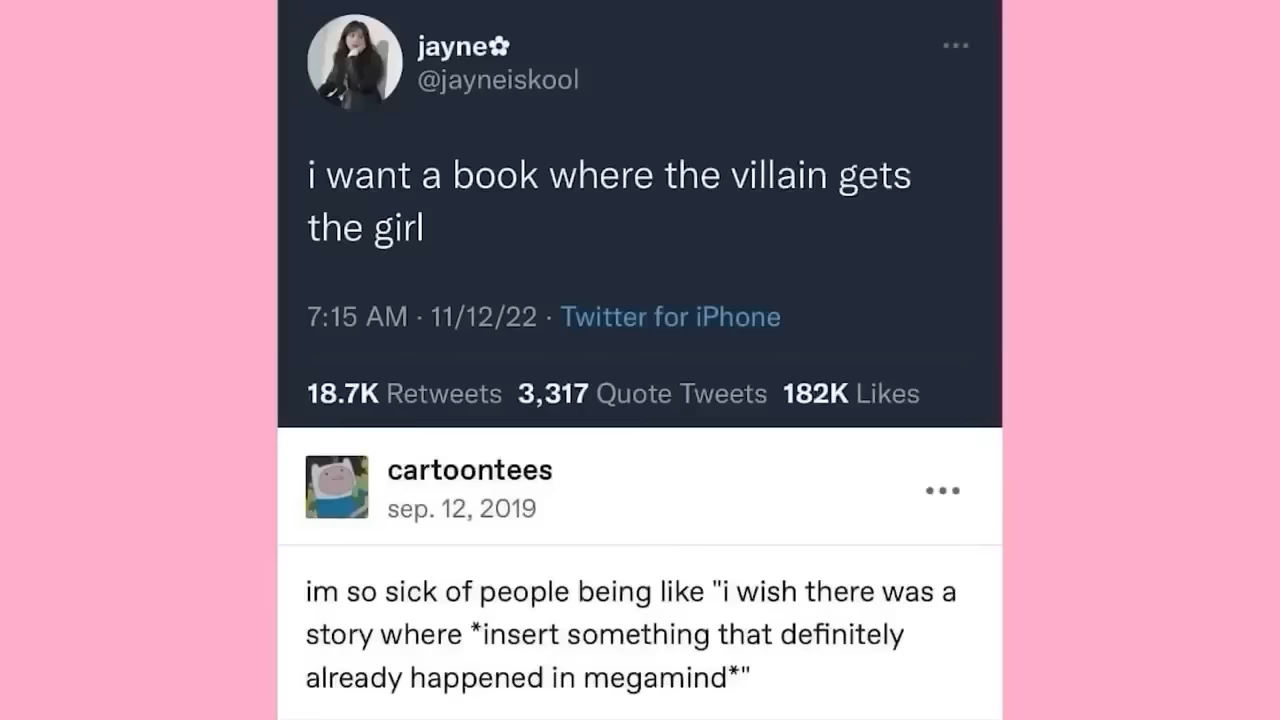 jayne✿
@jayneiskool
i want a book where the villain gets
the girl
7:15 AM · 11/12/22 · Twitter for iPhone
18.7K Retweets 3,317 Quote Tweets 182K Likes
cartoontees
sep. 12, 2019
im so sick of people being like "i wish there was a
story where *insert something that definitely
already happened in megamind*"